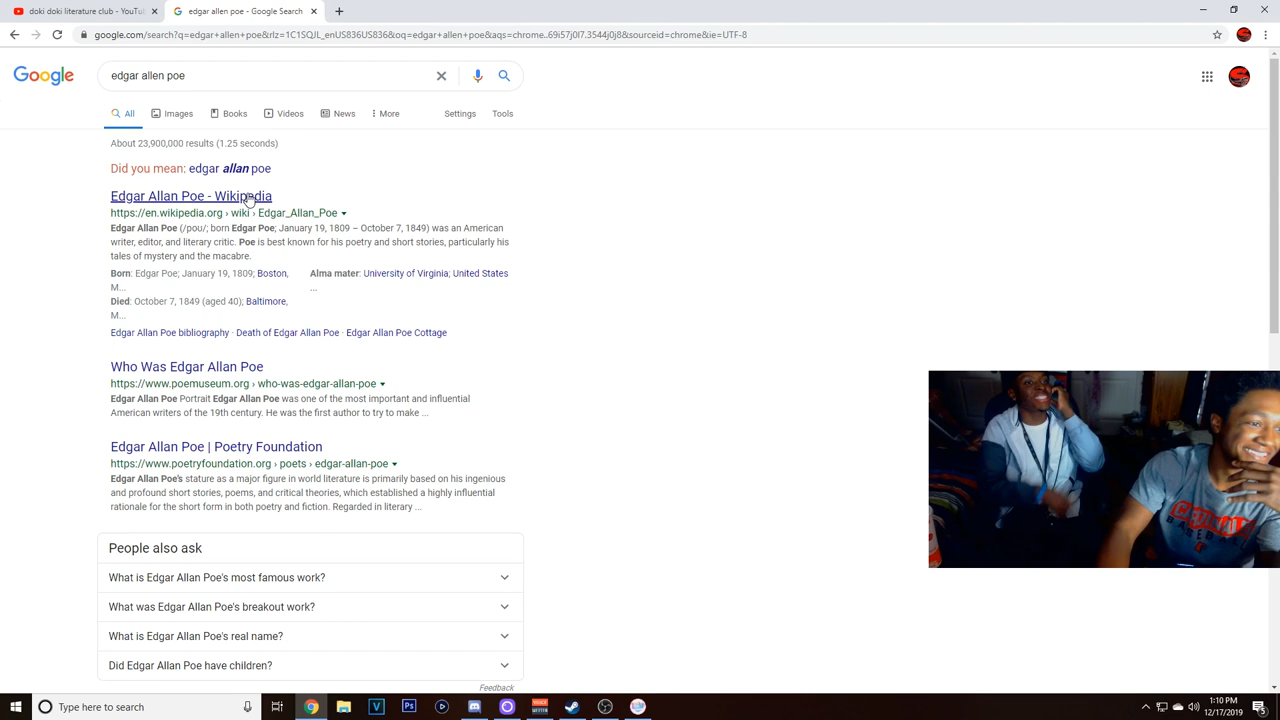 doki doki literature club - YouTu
edgar allen poe - Google Search
google.com/search?q=edgar+allen+poe&rlz=1C1SQJL_enUS836US836&oq=edgar+allen+poe&aqs=chrome..69i57j0l7.3544j0j8&sourceid=chrome&ie=UTF-8
Google
edgar allen poe
All Images Books Videos News More Settings Tools
About 23,900,000 results (1.25 seconds)
Did you mean: edgar allan poe
Edgar Allan Poe - Wikipedia
https://en.wikipedia.org › wiki › Edgar_Allan_Poe
Edgar Allan Poe (/poʊ/; born Edgar Poe; January 19, 1809 – October 7, 1849) was an American
writer, editor, and literary critic. Poe is best known for his poetry and short stories, particularly his
tales of mystery and the macabre.
Born: Edgar Poe; January 19, 1809; Boston, Alma mater: University of Virginia; United States
M... ...
Died: October 7, 1849 (aged 40); Baltimore,
M...
Edgar Allan Poe bibliography · Death of Edgar Allan Poe · Edgar Allan Poe Cottage
Who Was Edgar Allan Poe
https://www.poemuseum.org › who-was-edgar-allan-poe
Edgar Allan Poe Portrait Edgar Allan Poe was one of the most important and influential
American writers of the 19th century. He was the first author to try to make ...
Edgar Allan Poe | Poetry Foundation
https://www.poetryfoundation.org › poets › edgar-allan-poe
Edgar Allan Poe's stature as a major figure in world literature is primarily based on his ingenious
and profound short stories, poems, and critical theories, which established a highly influential
rationale for the short form in both poetry and fiction. Regarded in literary ...
People also ask
What is Edgar Allan Poe's most famous work?
What was Edgar Allan Poe's breakout work?
What is Edgar Allan Poe's real name?
Did Edgar Allan Poe have children?
Feedback
BASEBALL
Type here to search
1:10 PM
12/17/2019